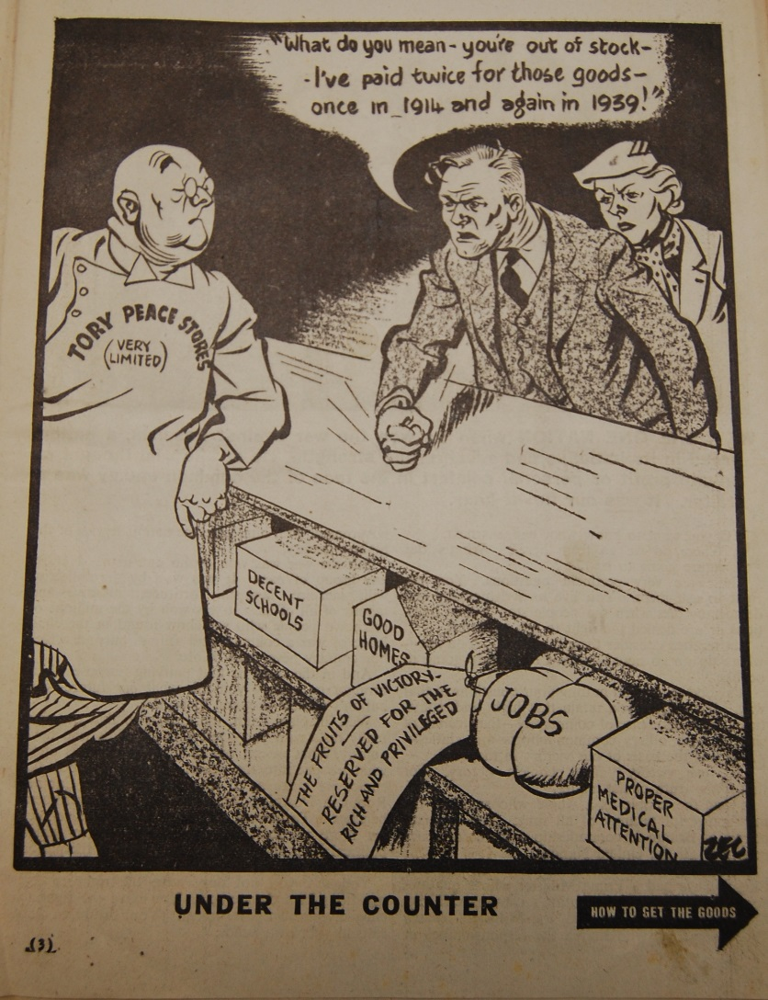 "What do you mean - you're out of stock -
- I've paid twice for those goods -
once in 1914 and again in 1939!"
TORY PEACE STORES
(VERY
LIMITED)
DECENT
SCHOOLS
GOOD
HOMES
THE FRUITS OF VICTORY.
RESERVED FOR THE
RICH AND PRIVILEGED
JOBS
PROPER
MEDICAL
ATTENTION
ZEC
UNDER THE COUNTER
HOW TO GET THE GOODS
(3)